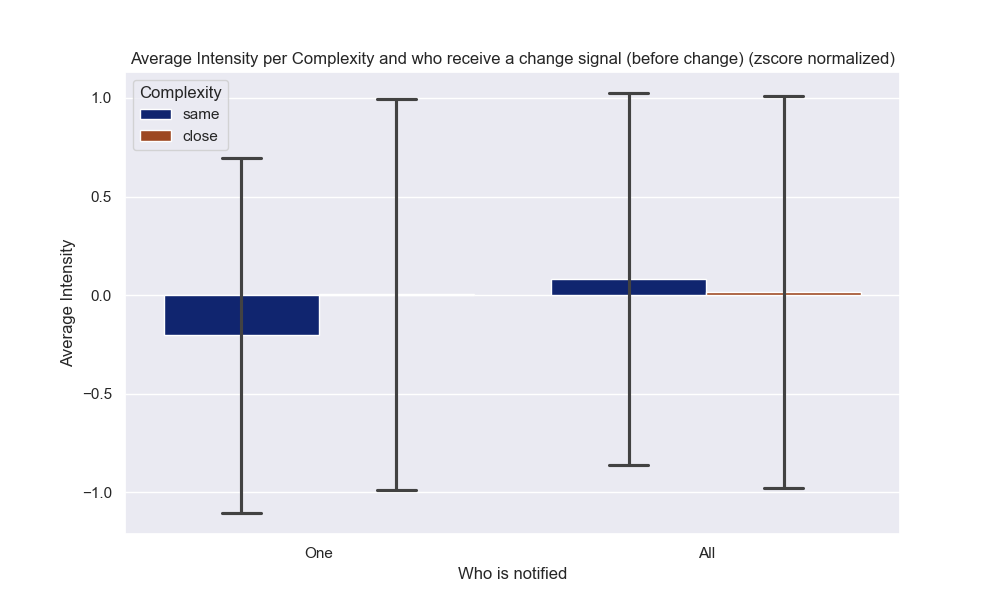 Average Intensity per Complexity and who receive a change signal (before change) (zscore normalized)
Complexity
same
close
1.0
0.5
0.0
−0.5
−1.0
Average Intensity
One
All
Who is notified